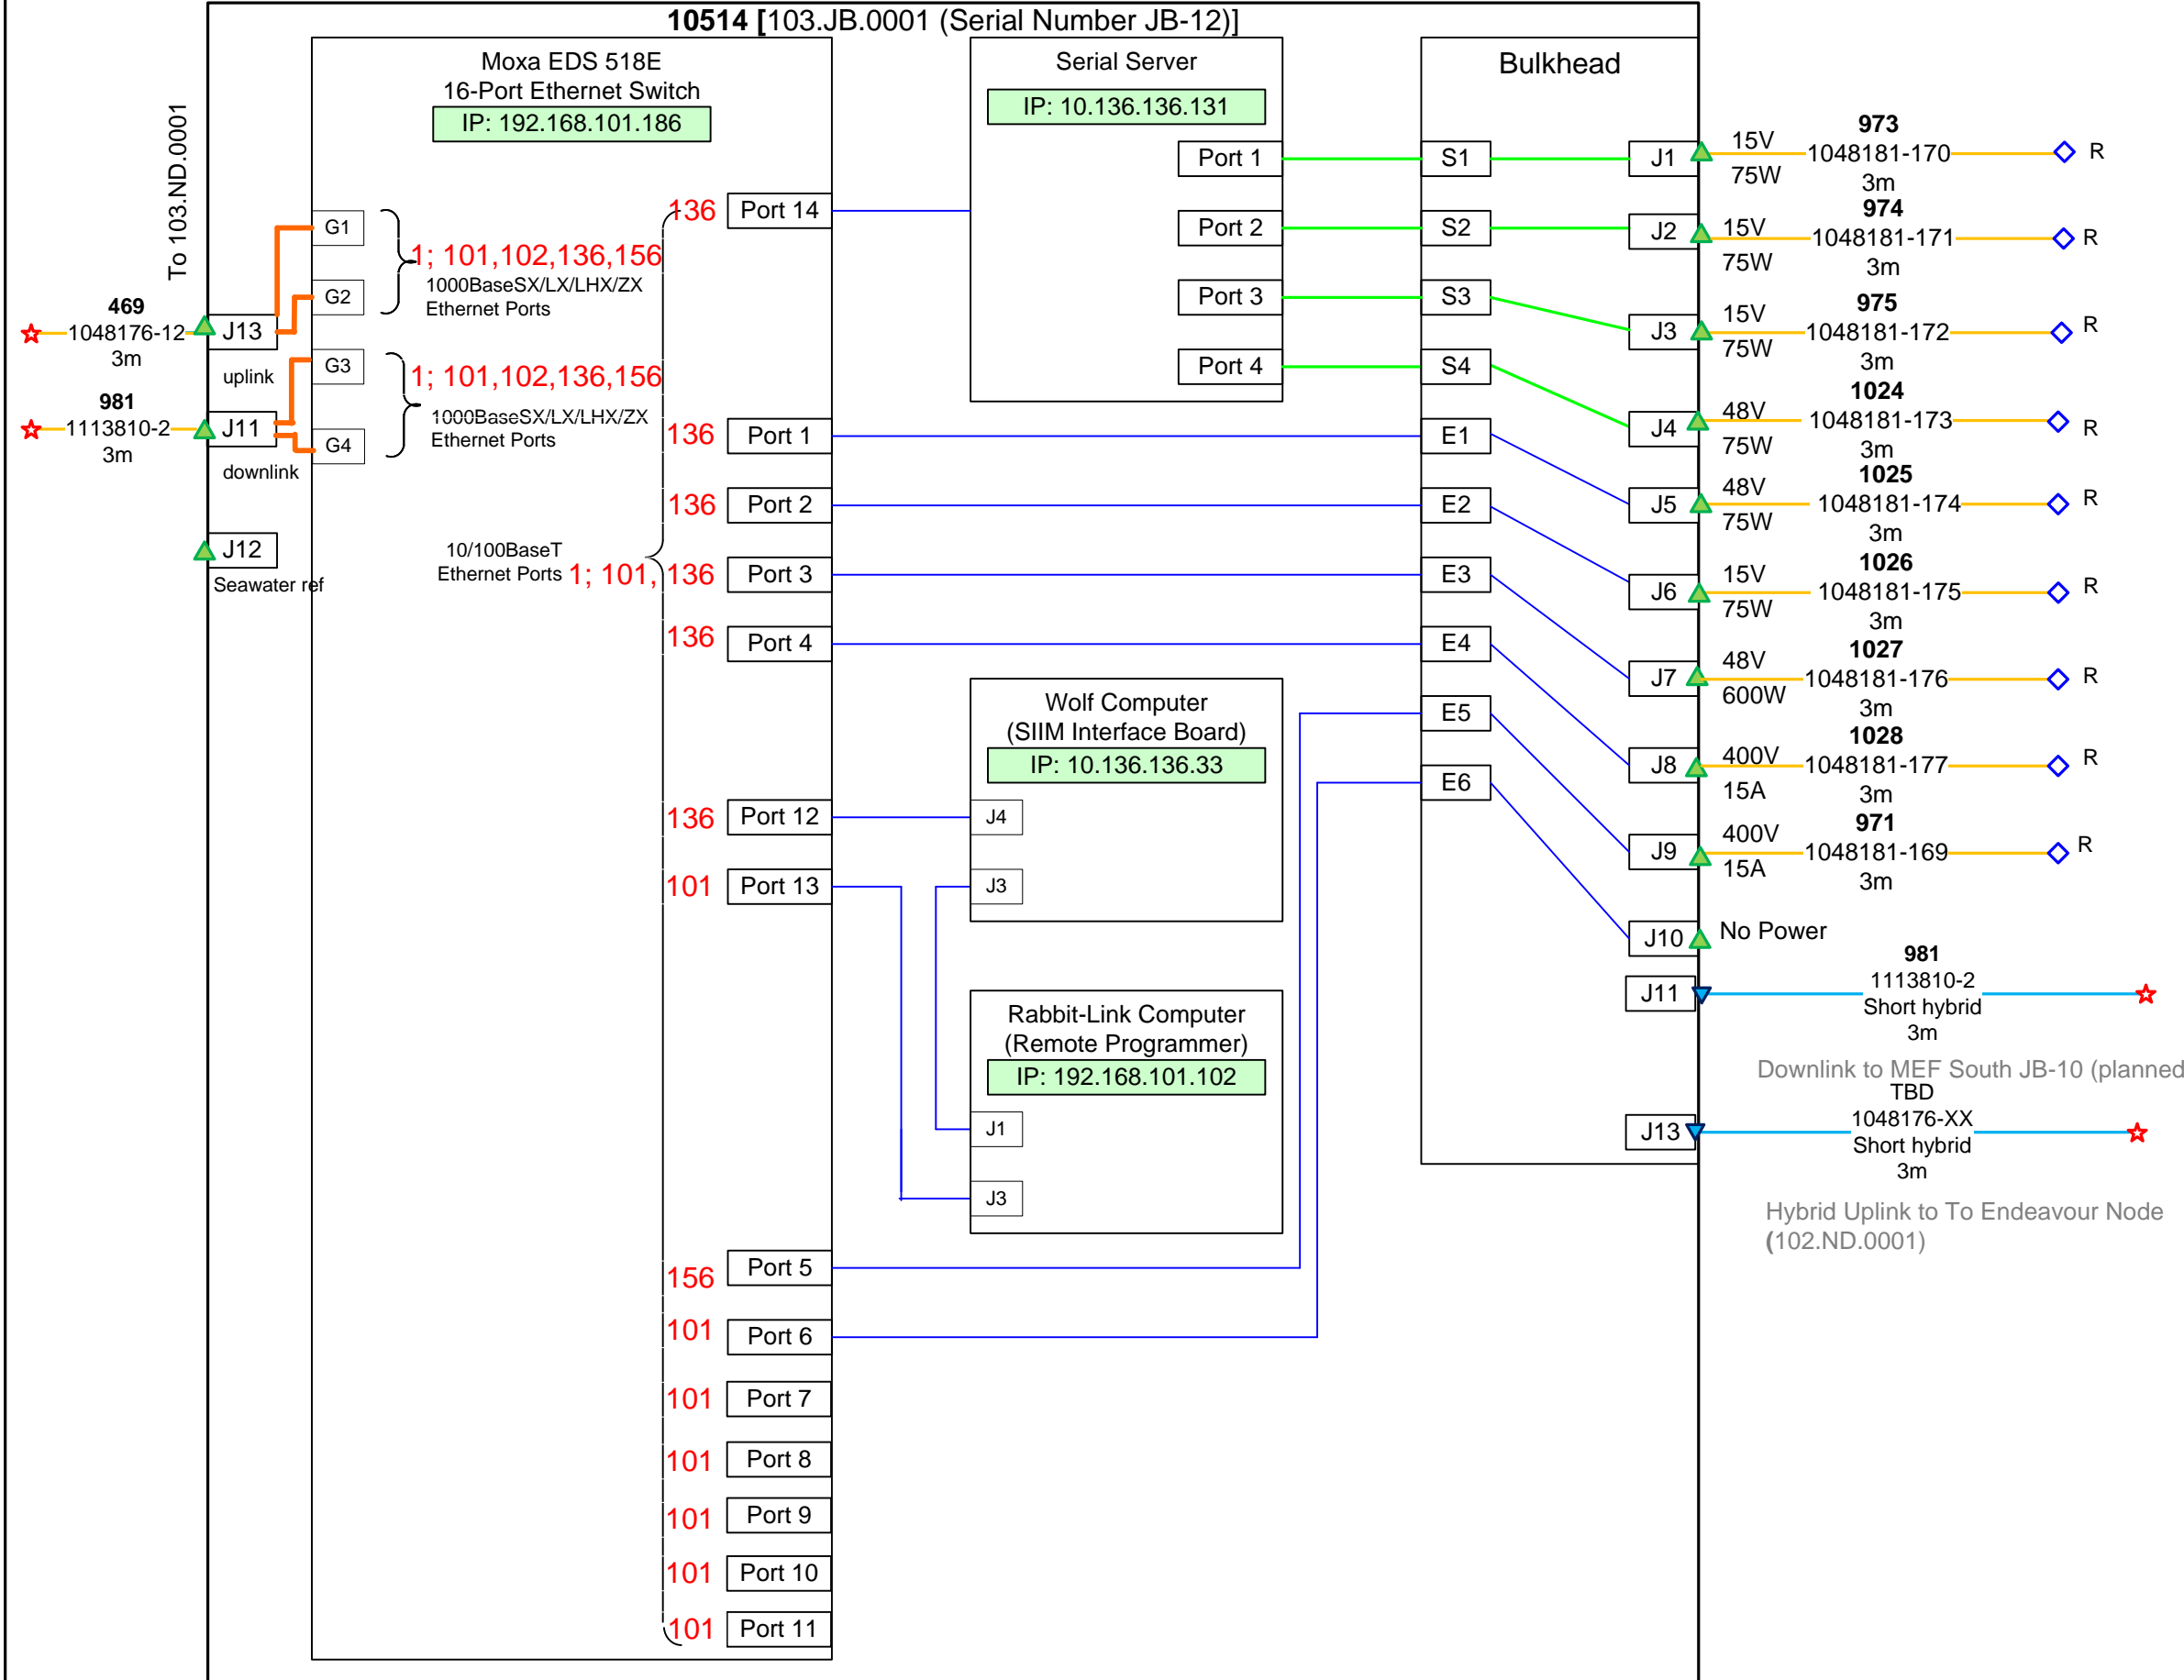 10514 [103.JB.0001 (Serial Number JB-12)]
To 103.ND.0001
469
1048176-12
3m
981
1113810-2
3m
J13
uplink
J11
downlink
J12
Seawater ref
Moxa EDS 518E
16-Port Ethernet Switch
IP: 192.168.101.186
G1
G2
1; 101,102,136,156
1000BaseSX/LX/LHX/ZX
Ethernet Ports
G3
G4
1; 101,102,136,156
1000BaseSX/LX/LHX/ZX
Ethernet Ports
10/100BaseT
Ethernet Ports 1; 101,
136 Port 14
136 Port 1
136 Port 2
136 Port 3
136 Port 4
136 Port 12
101 Port 13
156 Port 5
101 Port 6
101 Port 7
101 Port 8
101 Port 9
101 Port 10
101 Port 11
Serial Server
IP: 10.136.136.131
Port 1
Port 2
Port 3
Port 4
Wolf Computer
(SIIM Interface Board)
IP: 10.136.136.33
J4
J3
Rabbit-Link Computer
(Remote Programmer)
IP: 192.168.101.102
J1
J3
Bulkhead
S1
S2
S3
S4
E1
E2
E3
E4
E5
E6
J1
J2
J3
J4
J5
J6
J7
J8
J9
J10
J11
J13
15V
75W
973
1048181-170
3m
R
15V
75W
974
1048181-171
3m
R
15V
75W
975
1048181-172
3m
R
48V
75W
1024
1048181-173
3m
R
48V
75W
1025
1048181-174
3m
R
15V
75W
1026
1048181-175
3m
R
48V
600W
1027
1048181-176
3m
R
400V
15A
1028
1048181-177
3m
R
400V
15A
971
1048181-169
3m
R
No Power
981
1113810-2
Short hybrid
3m
Downlink to MEF South JB-10 (planned
TBD
1048176-XX
Short hybrid
3m
Hybrid Uplink to To Endeavour Node
(102.ND.0001)